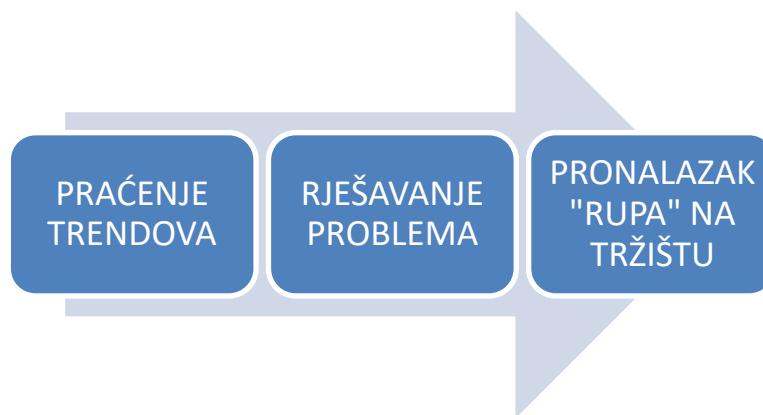 PRAĆENJE
TRENDOVA
RJEŠAVANJE
PROBLEMA
PRONALAZAK
"RUPA" NA
TRŽIŠTU